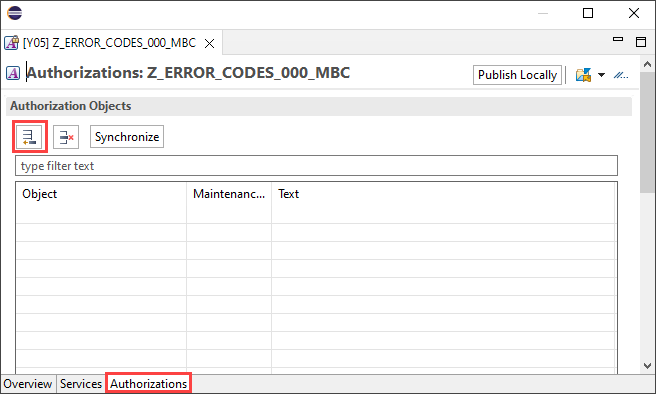 [Y05] Z_ERROR_CODES_000_MBC
Authorizations: Z_ERROR_CODES_000_MBC
Publish Locally
Authorization Objects
Synchronize
type filter text
Object Maintenanc... Text
Overview Services Authorizations